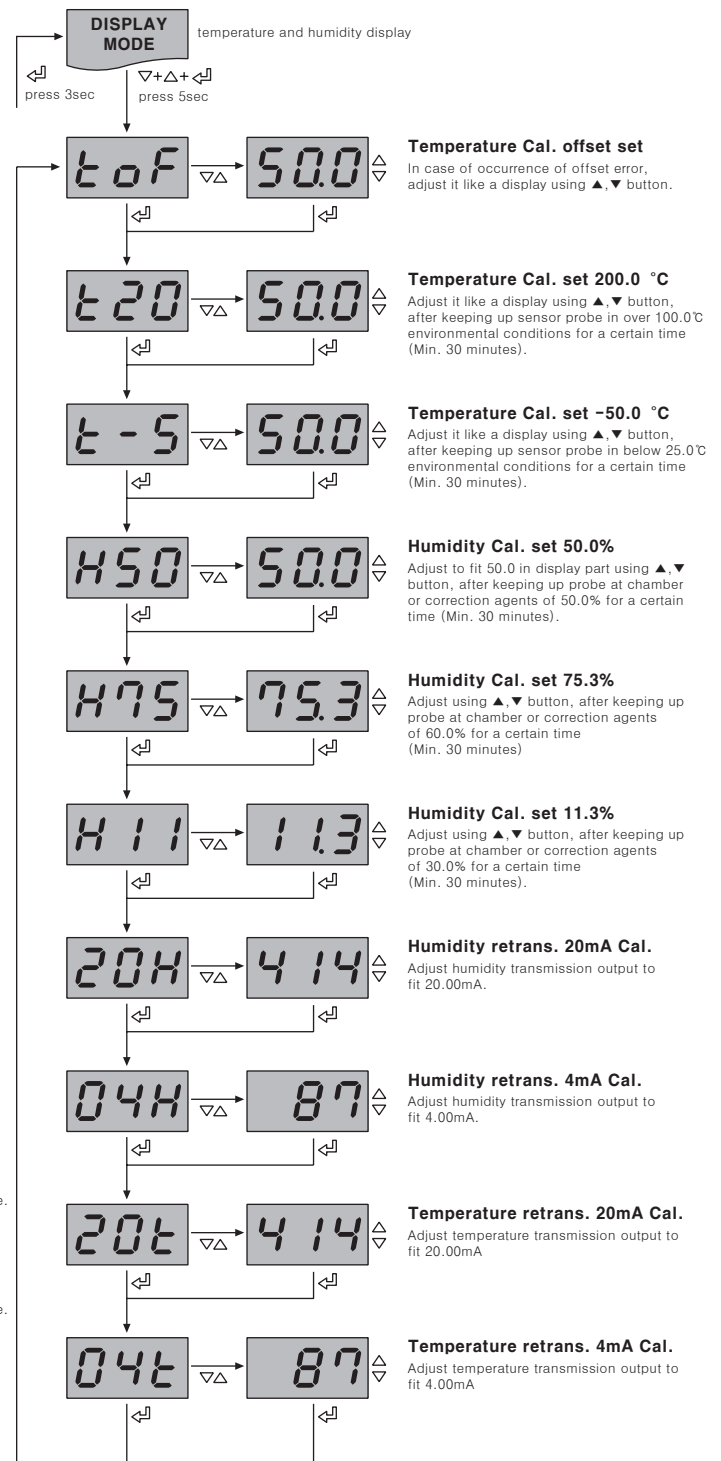 DISPLAY
MODE
temperature and humidity display
press 3sec
▽+△+
press 5sec
toF
▽△
50.0
Temperature Cal. offset set
In case of occurrence of offset error,
adjust it like a display using ▲,▼ button.
t20
▽△
50.0
Temperature Cal. set 200.0 °C
Adjust it like a display using ▲,▼ button,
after keeping up sensor probe in over 100.0℃
environmental conditions for a certain time
(Min. 30 minutes).
t-5
▽△
50.0
Temperature Cal. set -50.0 °C
Adjust it like a display using ▲,▼ button,
after keeping up sensor probe in below 25.0℃
environmental conditions for a certain time
(Min. 30 minutes).
H50
▽△
50.0
Humidity Cal. set 50.0%
Adjust to fit 50.0 in display part using ▲,▼
button, after keeping up probe at chamber
or correction agents of 50.0% for a certain
time (Min. 30 minutes).
H75
▽△
75.3
Humidity Cal. set 75.3%
Adjust using ▲,▼ button, after keeping up
probe at chamber or correction agents
of 60.0% for a certain time
(Min. 30 minutes)
H11
▽△
11.3
Humidity Cal. set 11.3%
Adjust using ▲,▼ button, after keeping up
probe at chamber or correction agents
of 30.0% for a certain time
(Min. 30 minutes).
20H
▽△
414
Humidity retrans. 20mA Cal.
Adjust humidity transmission output to
fit 20.00mA.
04H
▽△
87
Humidity retrans. 4mA Cal.
Adjust humidity transmission output to
fit 4.00mA.
e.
20t
▽△
414
Temperature retrans. 20mA Cal.
Adjust temperature transmission output to
fit 20.00mA
e.
04t
▽△
87
Temperature retrans. 4mA Cal.
Adjust temperature transmission output to
fit 4.00mA